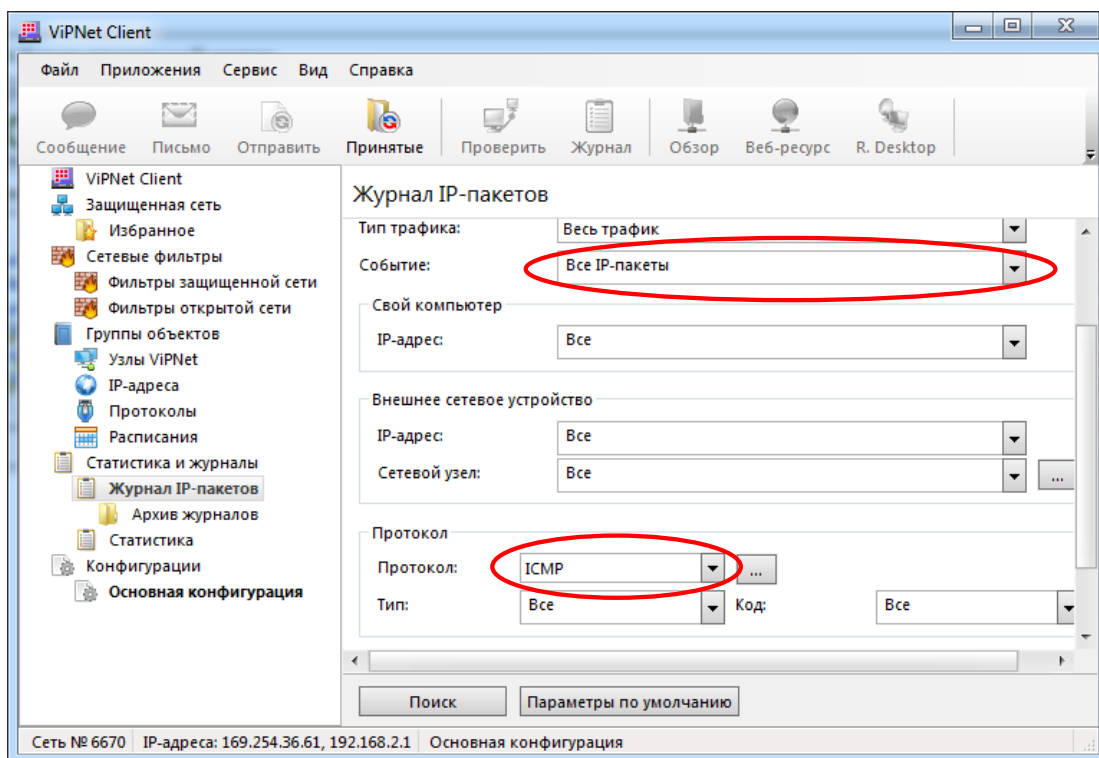 ViPNet Client
Файл Приложения Сервис Вид Справка
Сообщение Письмо Отправить Принятые Проверить Журнал Обзор Веб-ресурс R. Desktop
ViPNet Client
Защищенная сеть
Избранное
Сетевые фильтры
Фильтры защищенной сети
Фильтры открытой сети
Группы объектов
Узлы ViPNet
IP-адреса
Протоколы
Расписания
Статистика и журналы
Журнал IP-пакетов
Архив журналов
Статистика
Конфигурации
Основная конфигурация
Журнал IP-пакетов
Тип трафика: Весь трафик
Событие: Все IP-пакеты
Свой компьютер
IP-адрес: Все
Внешнее сетевое устройство
IP-адрес: Все
Сетевой узел: Все ...
Протокол
Протокол: ICMP ...
Тип: Все Код: Все
Поиск Параметры по умолчанию
Сеть № 6670 IP-адреса: 169.254.36.61, 192.168.2.1 Основная конфигурация